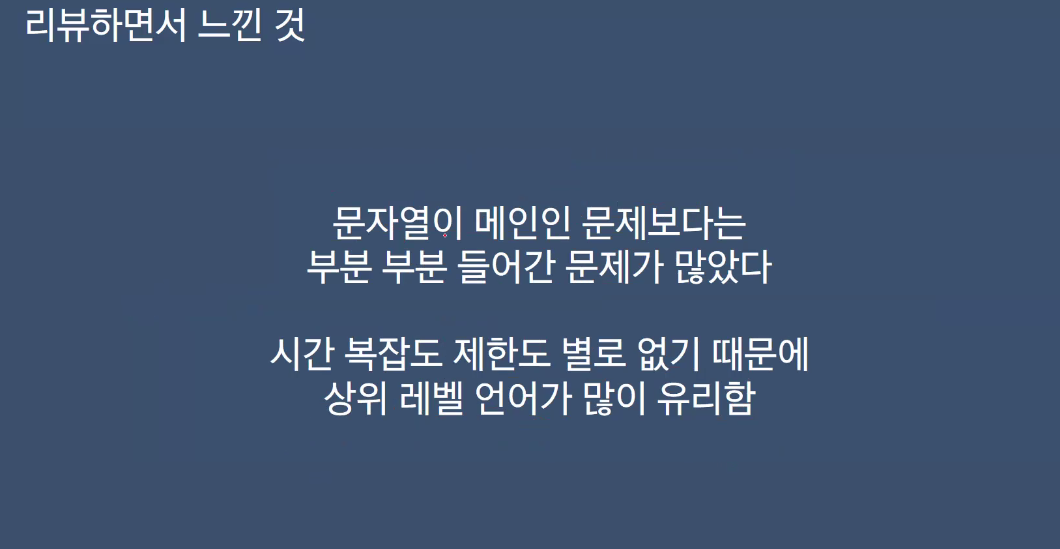 리뷰하면서 느낀 것
문자열이 메인인 문제보다는
부분 부분 들어간 문제가 많았다
시간 복잡도 제한도 별로 없기 때문에
상위 레벨 언어가 많이 유리함